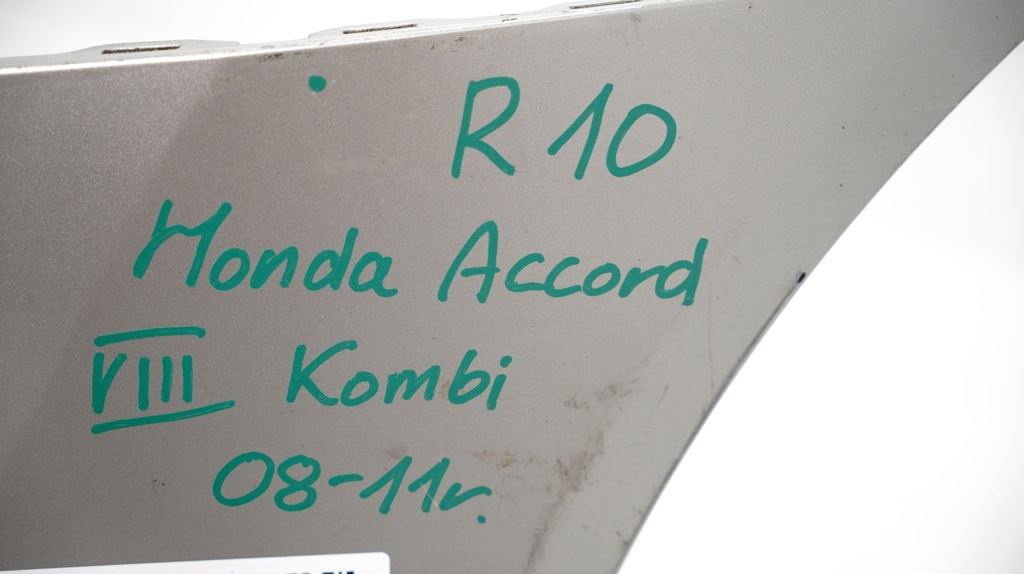 R 10
Honda Accord
VIII Kombi
08-11r.